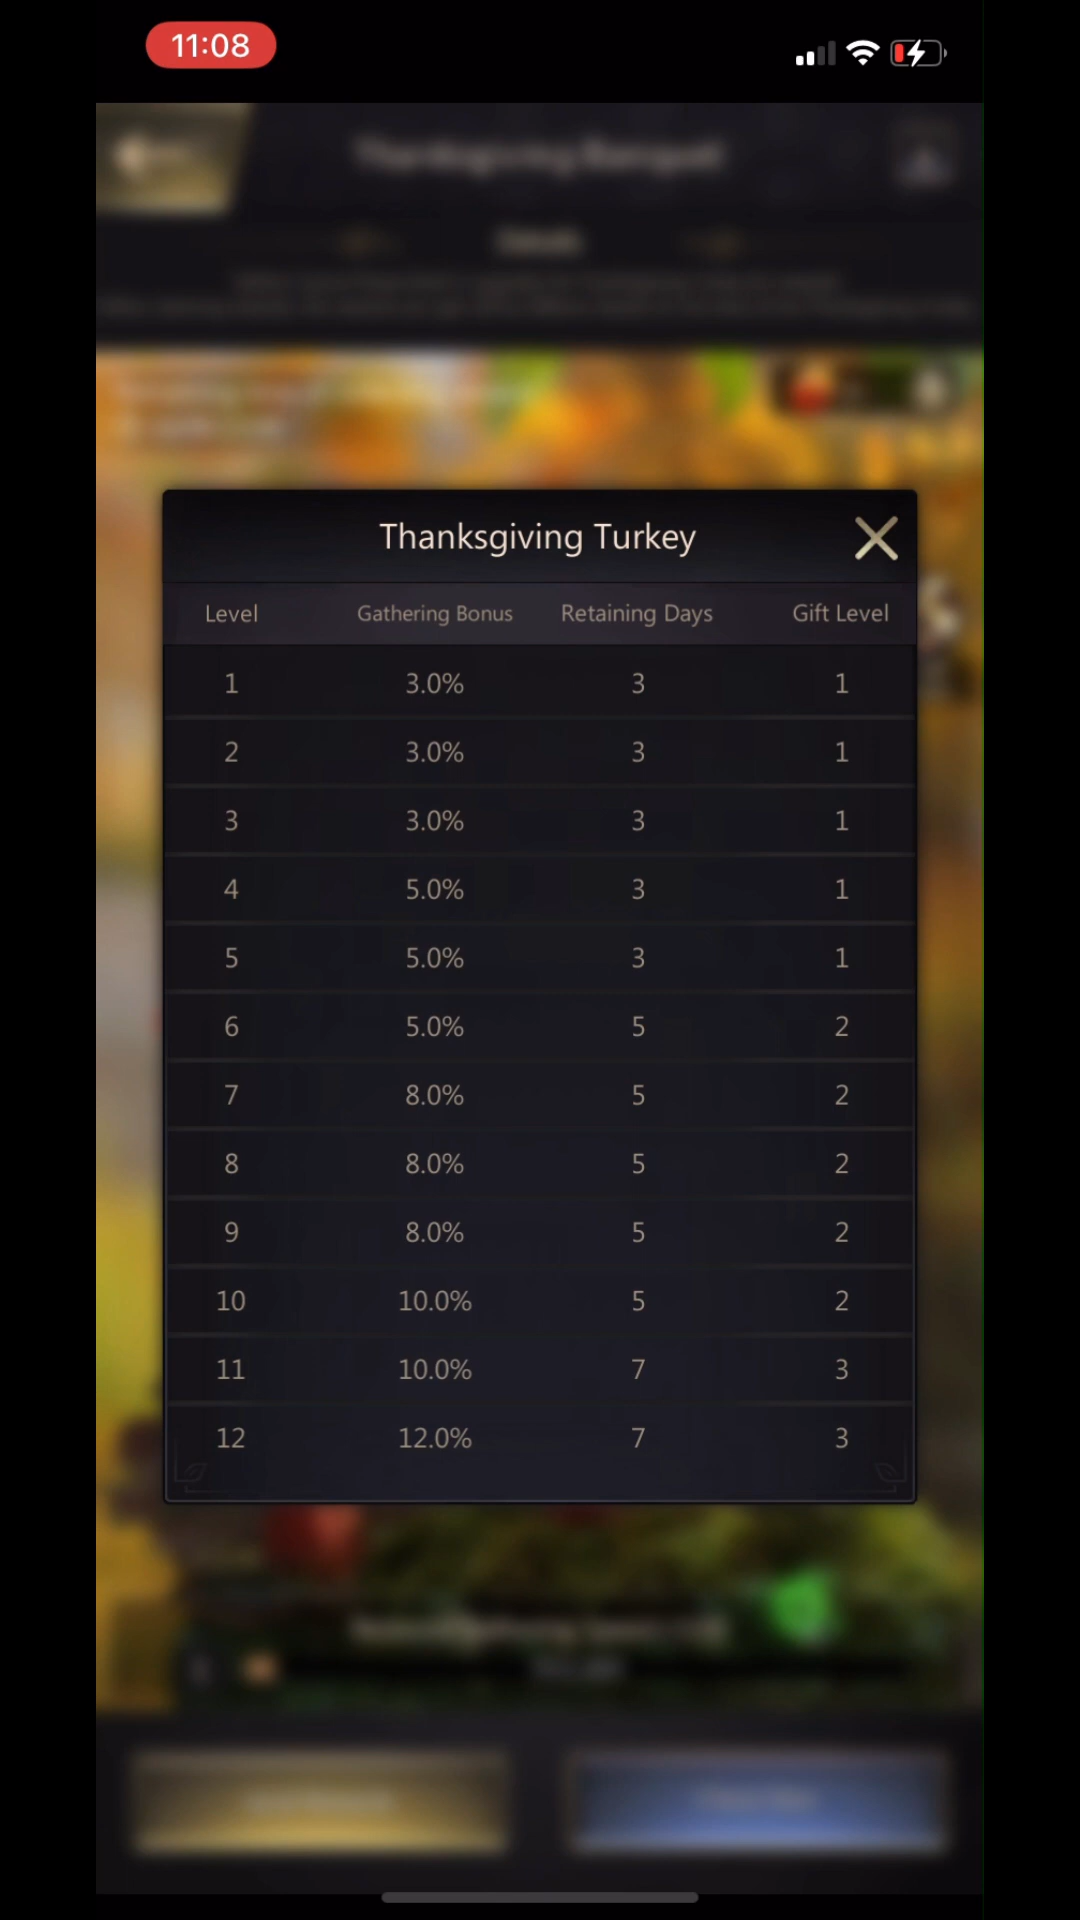 11:08
Thanksgiving Banquet
Details
Thanksgiving Turkey
Level Gathering Bonus Retaining Days Gift Level
1 3.0% 3 1
2 3.0% 3 1
3 3.0% 3 1
4 5.0% 3 1
5 5.0% 3 1
6 5.0% 5 2
7 8.0% 5 2
8 8.0% 5 2
9 8.0% 5 2
10 10.0% 5 2
11 10.0% 7 3
12 12.0% 7 3